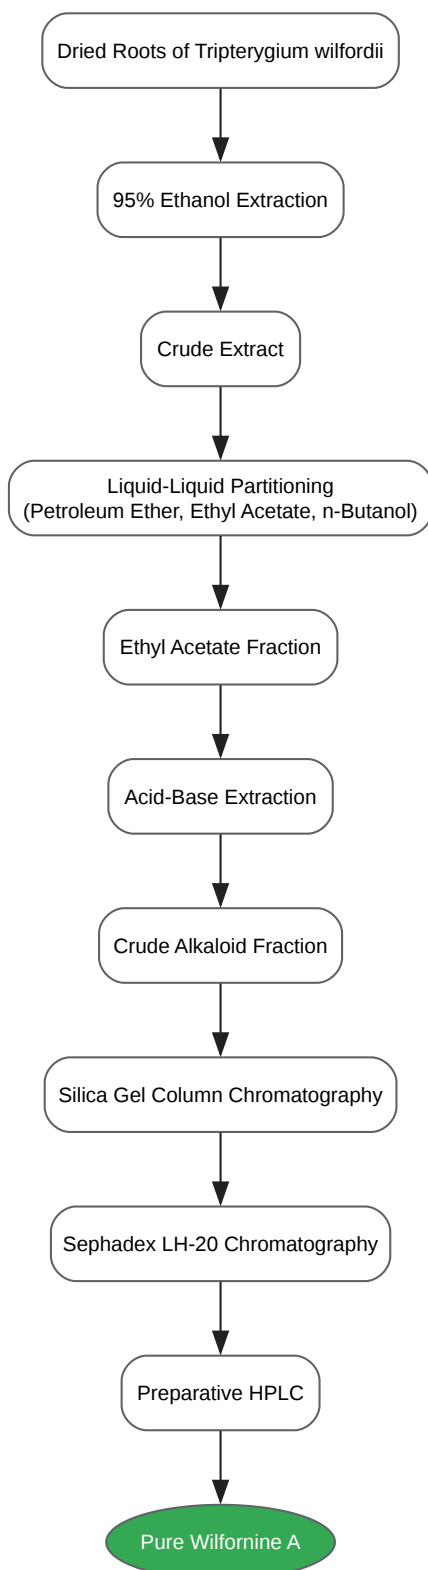 Dried Roots of Tripterygium wilfordii
95% Ethanol Extraction
Crude Extract
Liquid-Liquid Partitioning
(Petroleum Ether, Ethyl Acetate, n-Butanol)
Ethyl Acetate Fraction
Acid-Base Extraction
Crude Alkaloid Fraction
Silica Gel Column Chromatography
Sephadex LH-20 Chromatography
Preparative HPLC
Pure Wilfornine A